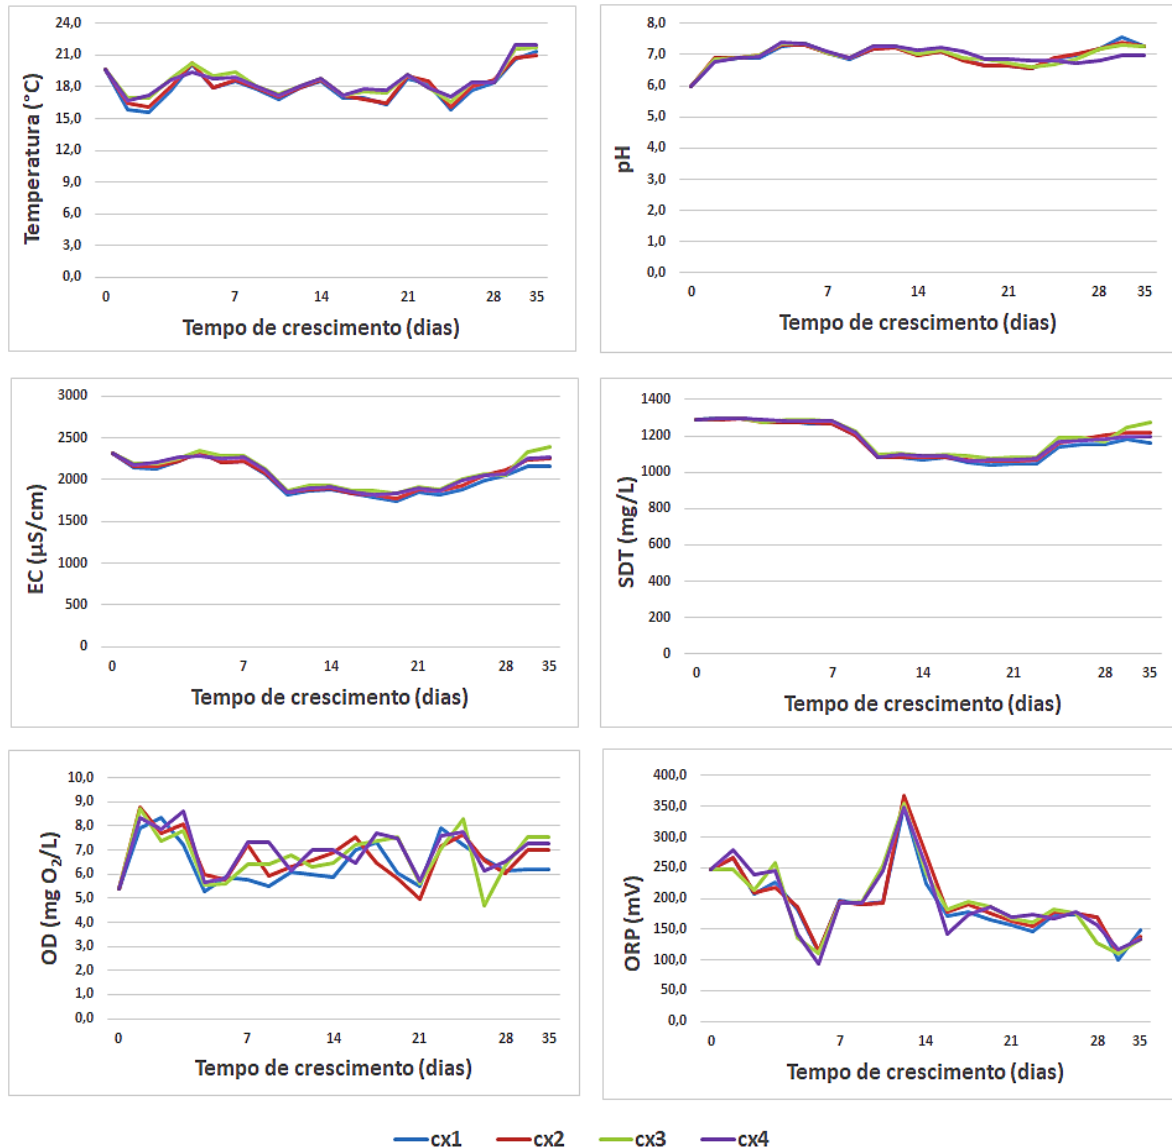 Temperatura (°C)
24,0
21,0
18,0
15,0
12,0
9,0
6,0
3,0
0,0
0 7 14 21 28 35
Tempo de crescimento (dias)
pH
8,0
7,0
6,0
5,0
4,0
3,0
2,0
1,0
0,0
0 7 14 21 28 35
Tempo de crescimento (dias)
EC (µS/cm)
3000
2500
2000
1500
1000
500
0
0 7 14 21 28 35
Tempo de crescimento (dias)
SDT (mg/L)
1400
1200
1000
800
600
400
200
0
0 7 14 21 28 35
Tempo de crescimento (dias)
OD (mg O₂/L)
10,0
9,0
8,0
7,0
6,0
5,0
4,0
3,0
2,0
1,0
0,0
0 7 14 21 28 35
Tempo de crescimento (dias)
ORP (mV)
400,0
350,0
300,0
250,0
200,0
150,0
100,0
50,0
0,0
0 7 14 21 28 35
Tempo de crescimento (dias)
cx1 cx2 cx3 cx4